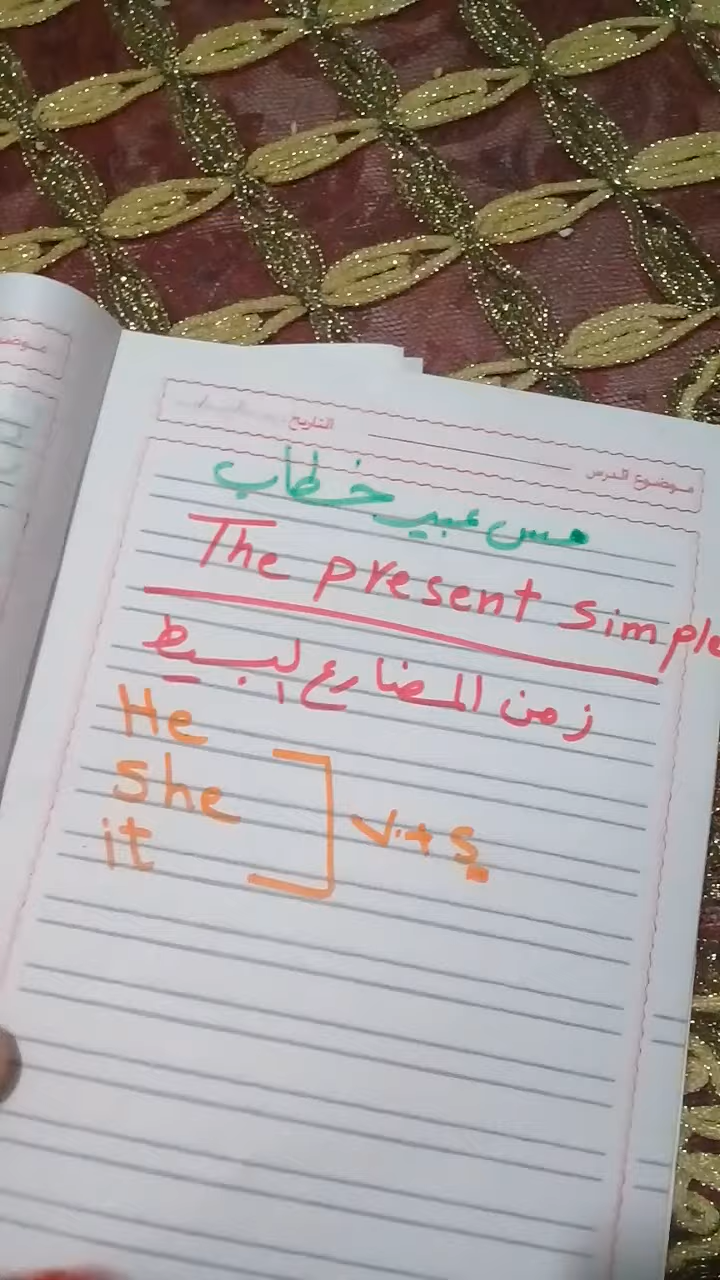 موضوع الدرس التاريخ
مس عبير خطاب
The present simple
زمن المضارع البسيط
He
she
it
v.+ s